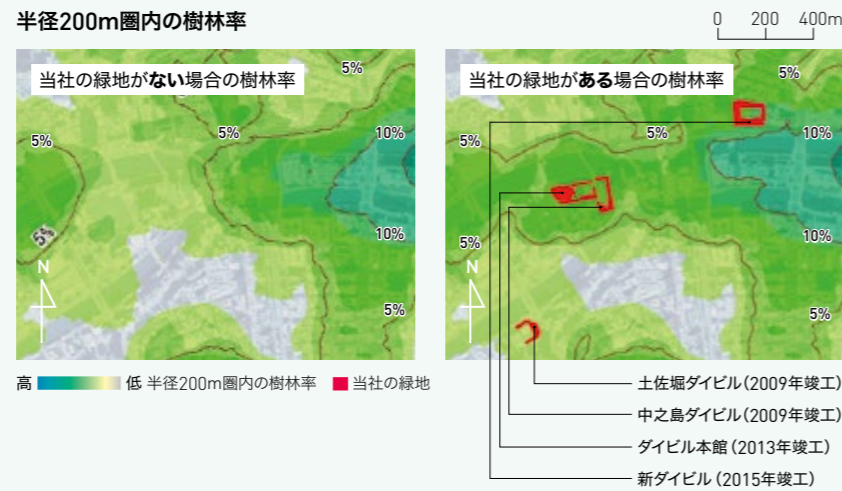 半径200m圏内の樹林率
0 200 400m
当社の緑地がない場合の樹林率
5%
5%
5%
10%
5%
10%
N
5%
当社の緑地がある場合の樹林率
5%
5%
5%
10%
10%
5%
N
5%
高 低 半径200m圏内の樹林率 当社の緑地
土佐堀ダイビル(2009年竣工)
中之島ダイビル(2009年竣工)
ダイビル本館(2013年竣工)
新ダイビル(2015年竣工)